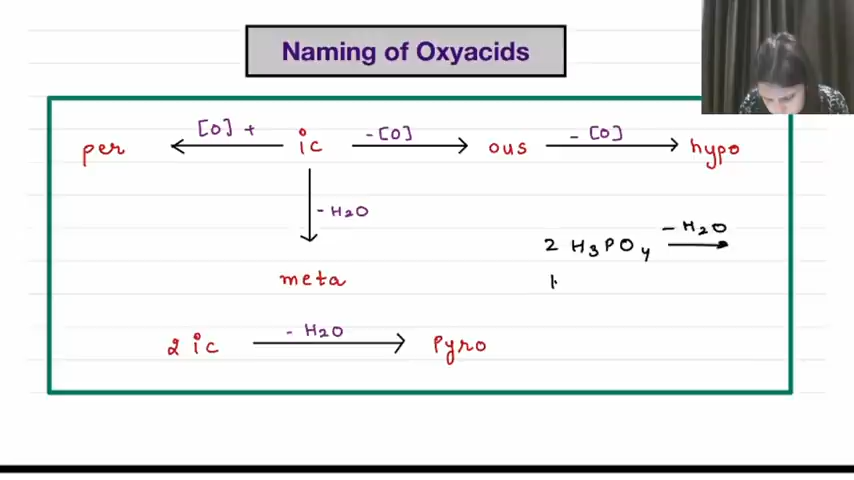 Naming of Oxyacids
per [O] + ic -[O] ous -[O] hypo
-H2O
-H2O
2 H3PO4
meta
2 ic -H2O Pyro